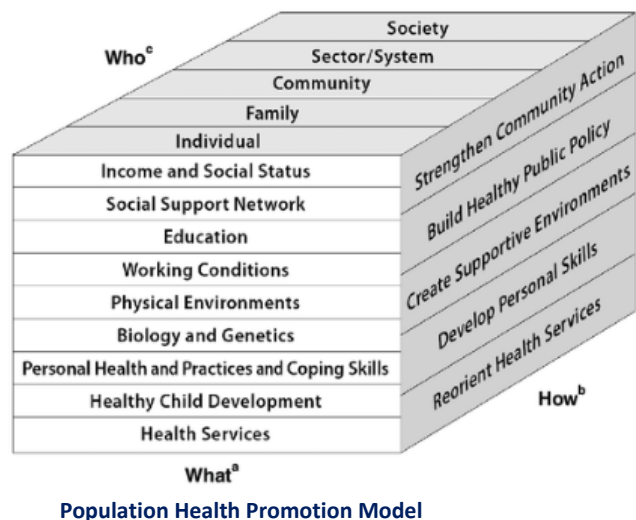 Who^c
Society
Sector/System
Community
Family
Individual
Income and Social Status
Social Support Network
Education
Working Conditions
Physical Environments
Biology and Genetics
Personal Health and Practices and Coping Skills
Healthy Child Development
Health Services
What^a
Strengthen Community Action
Build Healthy Public Policy
Create Supportive Environments
Develop Personal Skills
Reorient Health Services
How^b
Population Health Promotion Model